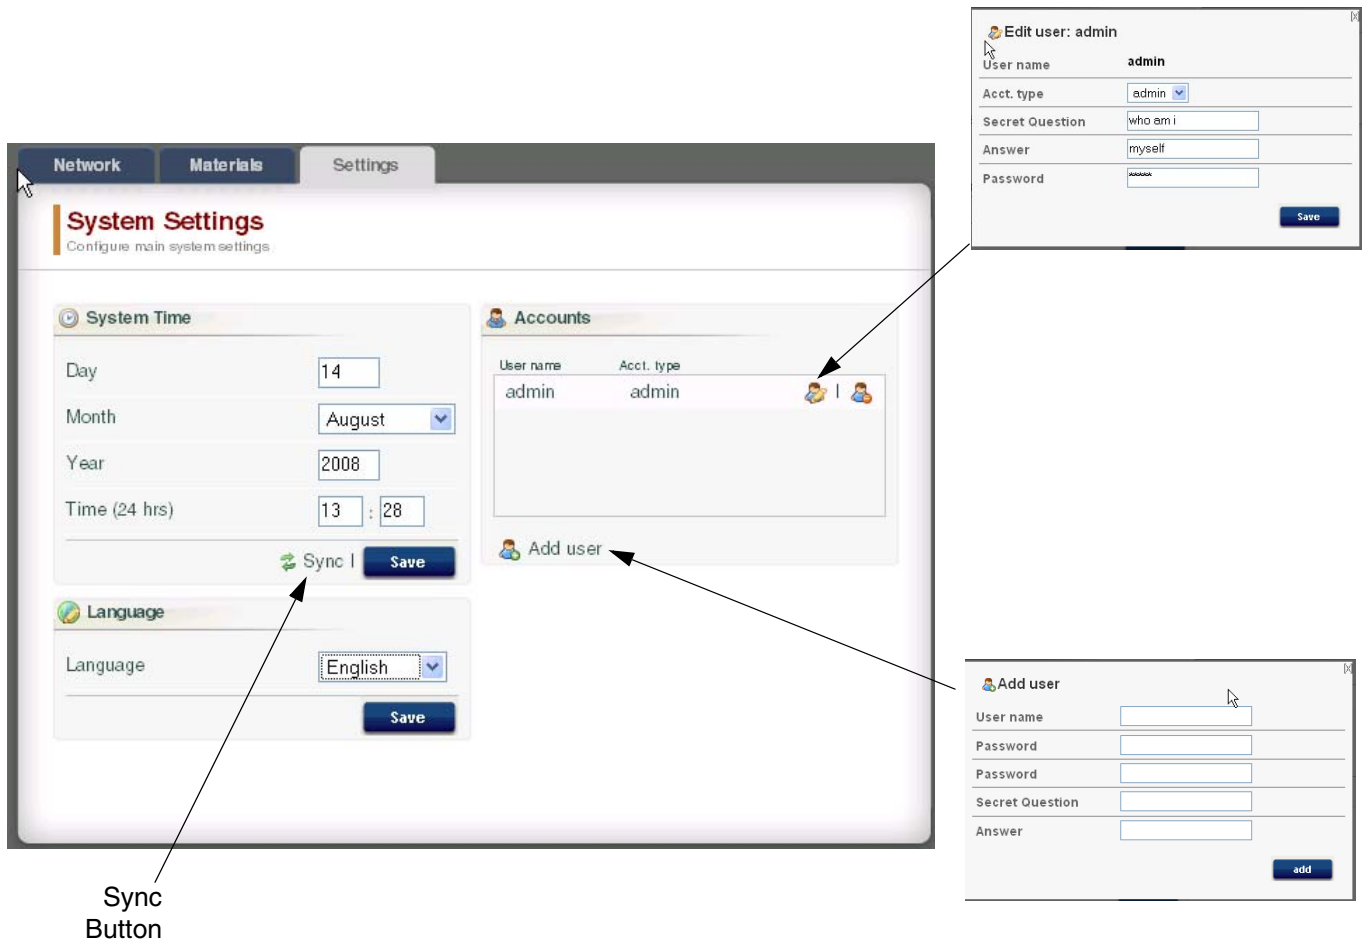 Edit user: admin
User name admin
Acct. type admin
Secret Question who am i
Answer myself
Password *****
Save
Network Materials Settings
System Settings
Configure main system settings
System Time
Day 14
Month August
Year 2008
Time (24 hrs) 13 : 28
Sync | Save
Language
Language English
Save
Accounts
User name Acct. type
admin admin |
Add user
Add user
User name
Password
Password
Secret Question
Answer
add
Sync
Button